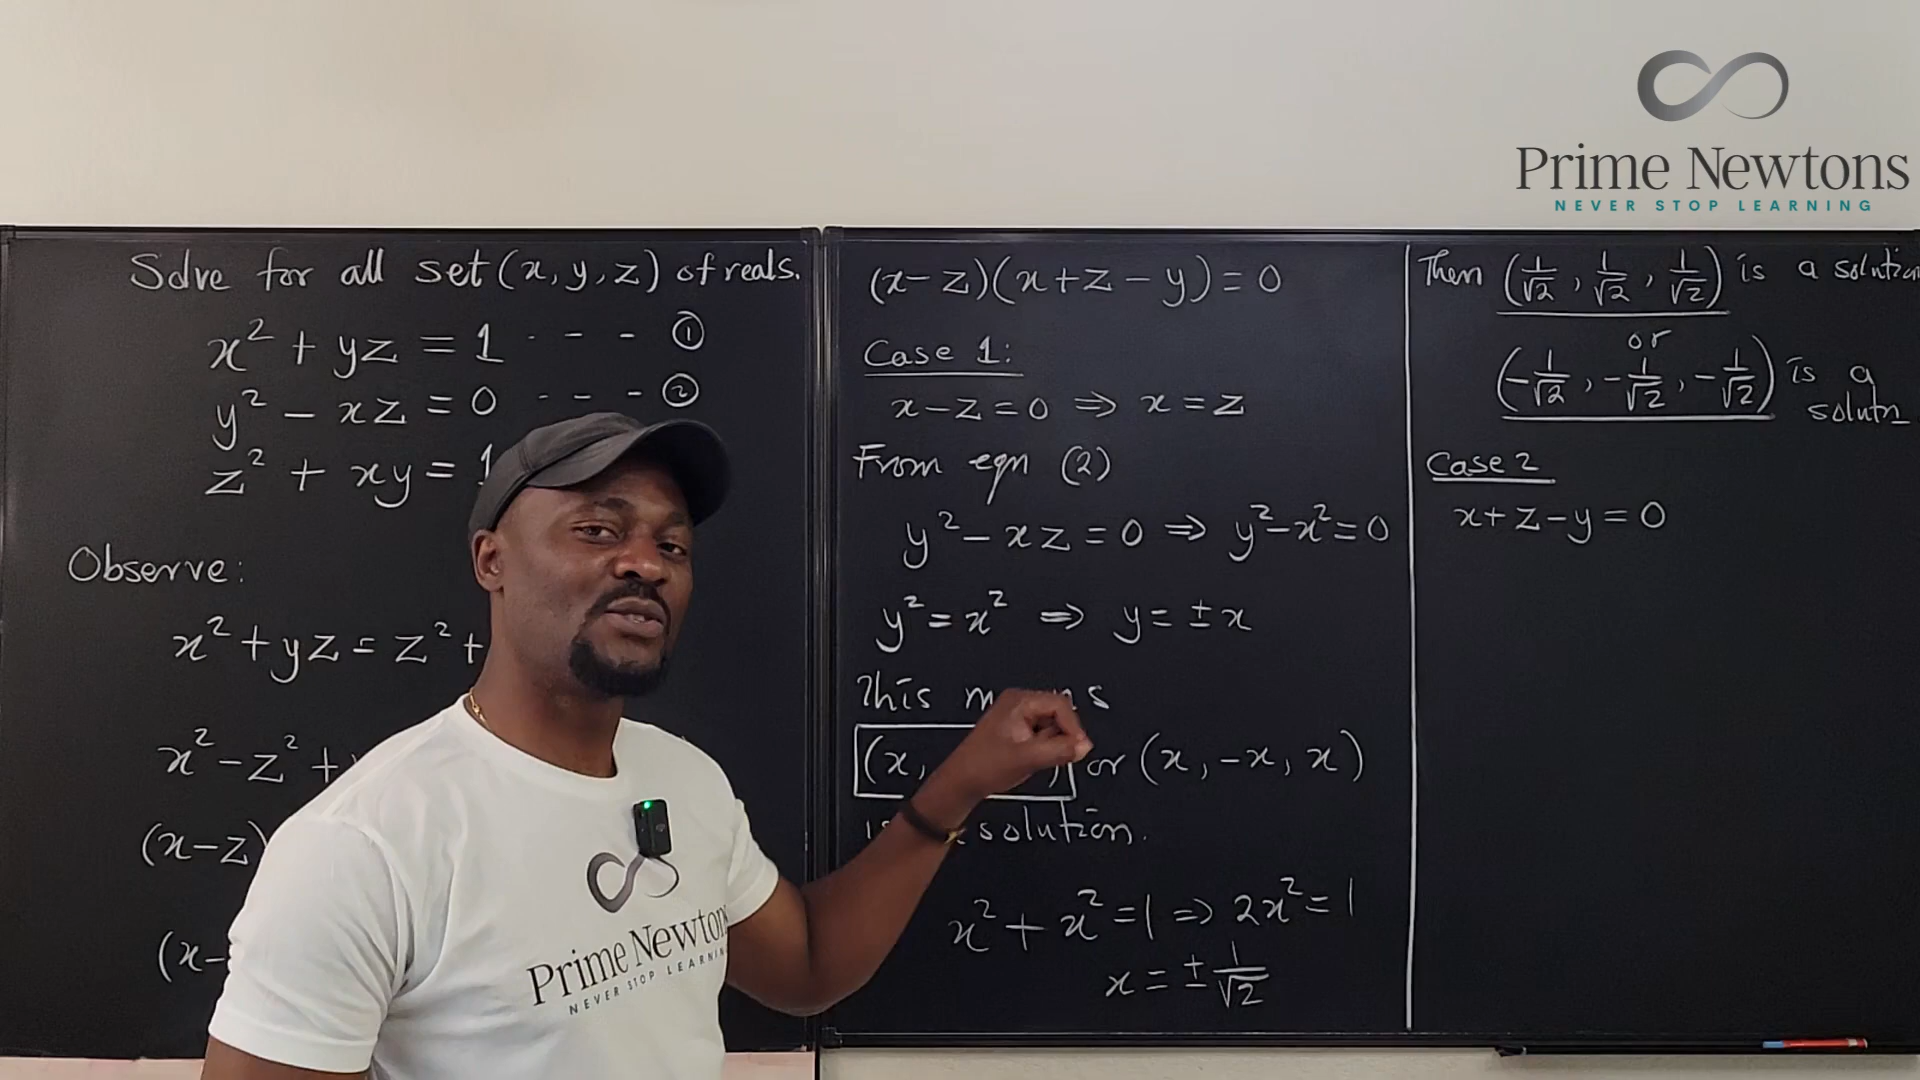 Prime Newtons
NEVER STOP LEARNING
Solve for all set (x, y, z) of reals.
x² + yz = 1 - - - ①
y² - xz = 0 - - - ②
z² + xy = 1
Observe:
x² + yz = z² +
x² - z² +
(x-z)
(x-
(x-z)(x+z-y) = 0
Case 1:
x-z=0 ⇒ x=z
From eqn (2)
y² - xz = 0 ⇒ y²-x²=0
y² = x² ⇒ y = ±x
This
(x, or (x, -x, x)
solution.
x² + x² = 1 ⇒ 2x² = 1
x = ± 1/√2
Then (1/√2, 1/√2, 1/√2) is a solution
or
(-1/√2, -1/√2, -1/√2) is a
solutn
Case 2
x+z-y=0
Prime Newtons
NEVER STOP LEARNING